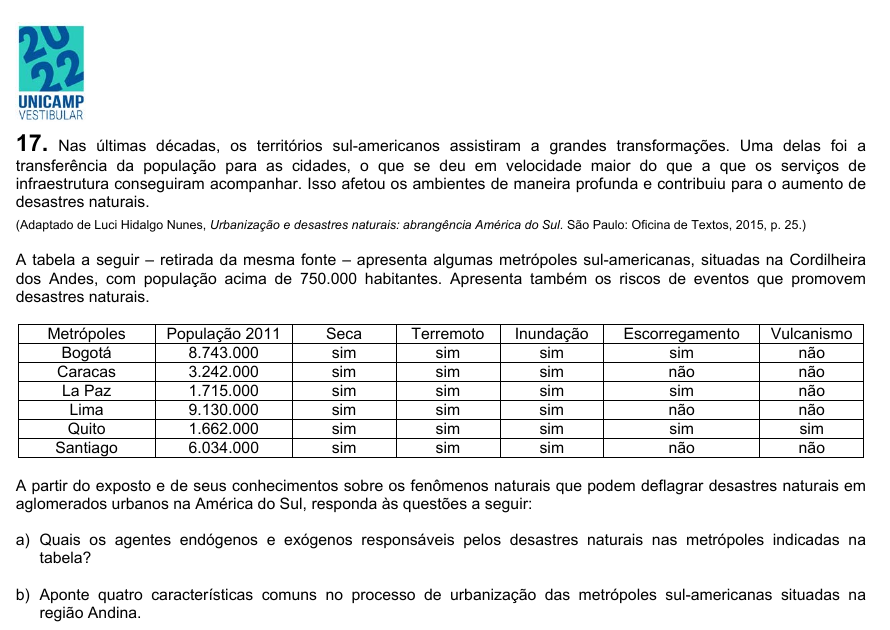 2022
UNICAMP
VESTIBULAR
17. Nas últimas décadas, os territórios sul-americanos assistiram a grandes transformações. Uma delas foi a
transferência da população para as cidades, o que se deu em velocidade maior do que a que os serviços de
infraestrutura conseguiram acompanhar. Isso afetou os ambientes de maneira profunda e contribuiu para o aumento de
desastres naturais.
(Adaptado de Luci Hidalgo Nunes, Urbanização e desastres naturais: abrangência América do Sul. São Paulo: Oficina de Textos, 2015, p. 25.)
A tabela a seguir – retirada da mesma fonte – apresenta algumas metrópoles sul-americanas, situadas na Cordilheira
dos Andes, com população acima de 750.000 habitantes. Apresenta também os riscos de eventos que promovem
desastres naturais.
Metrópoles População 2011 Seca Terremoto Inundação Escorregamento Vulcanismo
Bogotá 8.743.000 sim sim sim sim não
Caracas 3.242.000 sim sim sim não não
La Paz 1.715.000 sim sim sim sim não
Lima 9.130.000 sim sim sim não não
Quito 1.662.000 sim sim sim sim sim
Santiago 6.034.000 sim sim sim não não
A partir do exposto e de seus conhecimentos sobre os fenômenos naturais que podem deflagrar desastres naturais em
aglomerados urbanos na América do Sul, responda às questões a seguir:
a) Quais os agentes endógenos e exógenos responsáveis pelos desastres naturais nas metrópoles indicadas na
tabela?
b) Aponte quatro características comuns no processo de urbanização das metrópoles sul-americanas situadas na
região Andina.